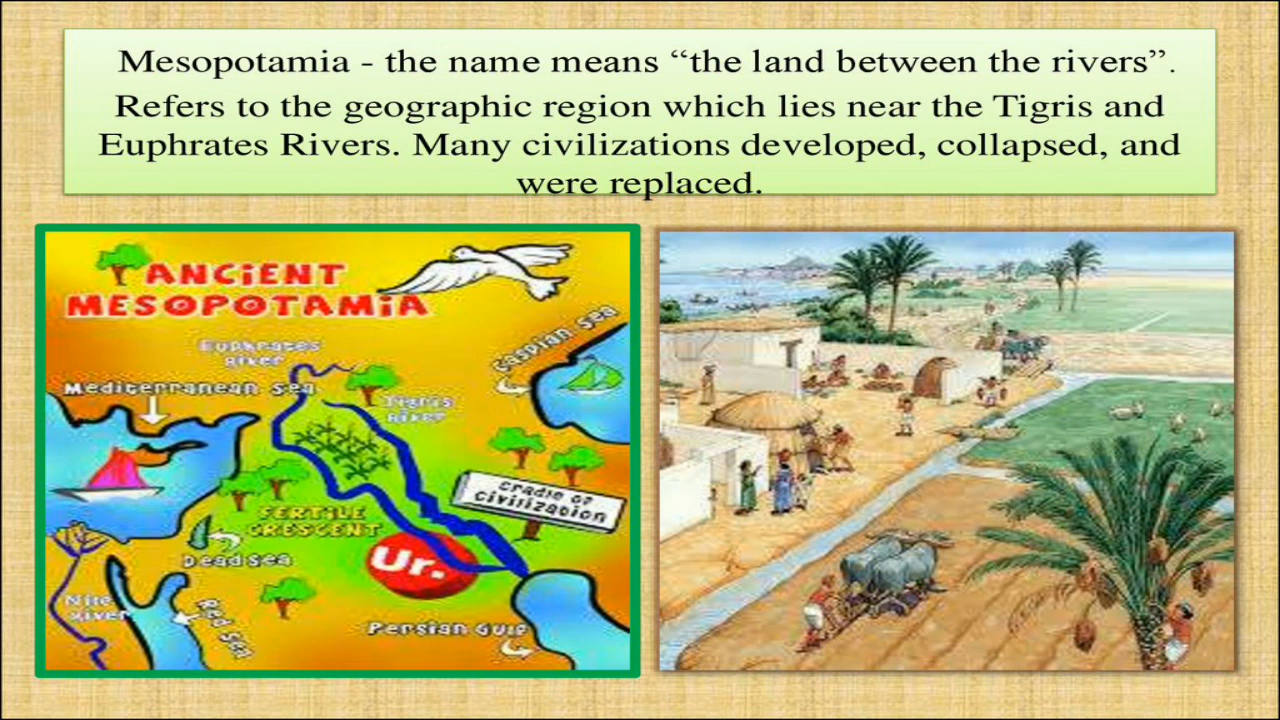 Mesopotamia - the name means “the land between the rivers”.
Refers to the geographic region which lies near the Tigris and
Euphrates Rivers. Many civilizations developed, collapsed, and
were replaced.
ANCiENT
MESOPOTAMiA
Euphrates
River
Caspian Sea
Mediterranean Sea
Tigris
River
Cradle of
civilization
FERTiLE
CRESCENT
Dead Sea
Ur.
Nile
River
Red Sea
Persian Gulf